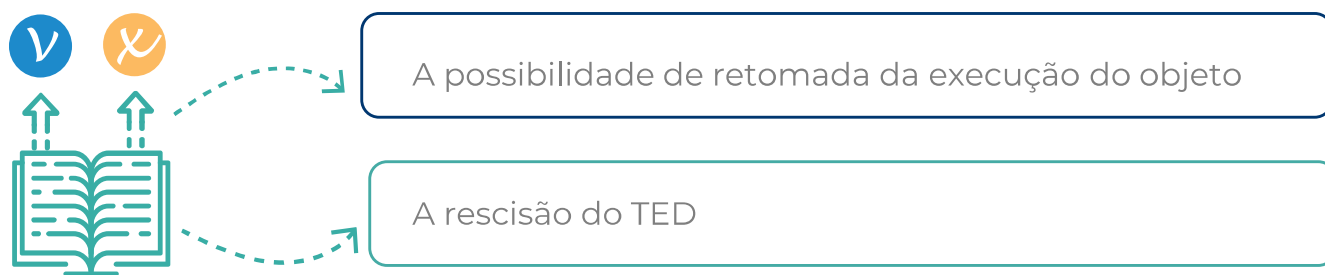 V x
A possibilidade de retomada da execução do objeto
A rescisão do TED